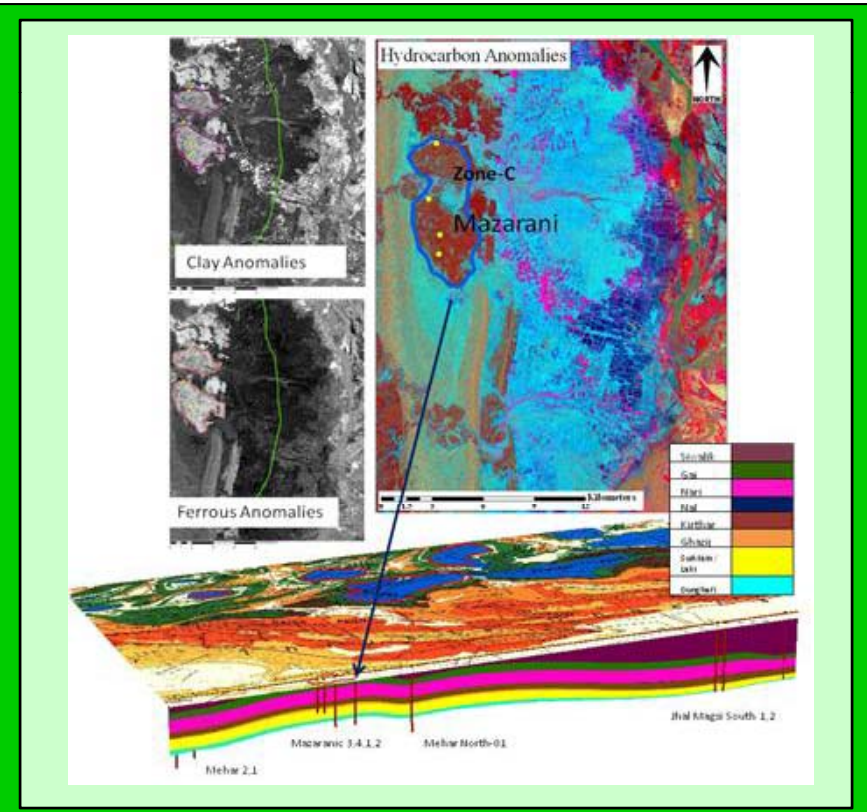 Hydrocarbon Anomalies
NORTH
Zone-C
Mazarani
Clay Anomalies
Ferrous Anomalies
Kilometers
Siwalik
Gaj
Nari
Nal
Kirthar
Ghazij
Laki
Mazaranic 3,4,1,2
Mehar North-01
Jhal Magsi South-1,2
Mehar 2,1